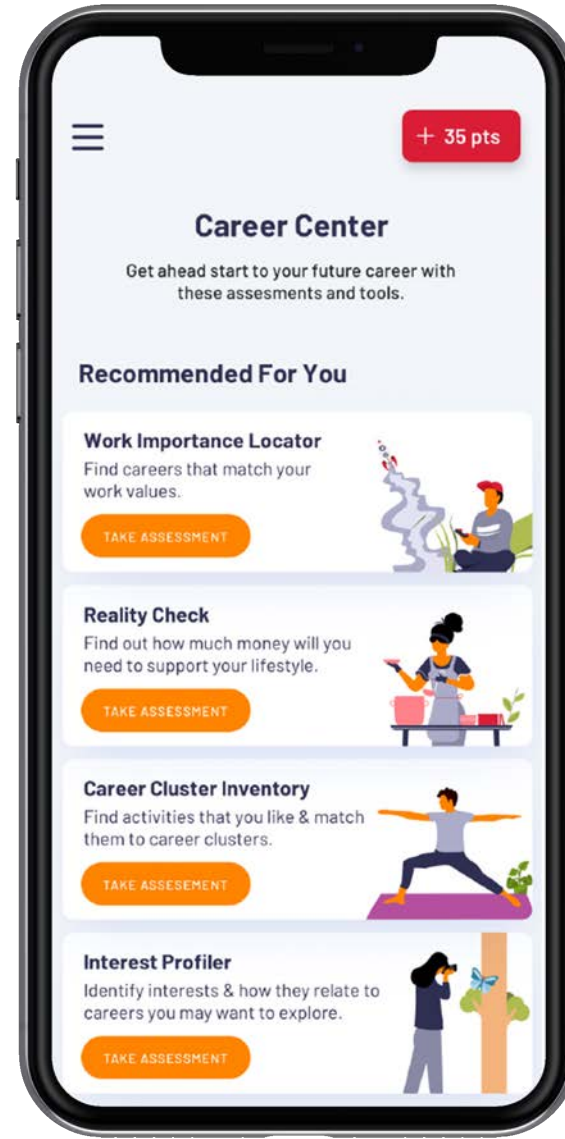 + 35 pts
Career Center
Get ahead start to your future career with
these assesments and tools.
Recommended For You
Work Importance Locator
Find careers that match your
work values.
TAKE ASSESSMENT
Reality Check
Find out how much money will you
need to support your lifestyle.
TAKE ASSESSMENT
Career Cluster Inventory
Find activities that you like & match
them to career clusters.
TAKE ASSESEMENT
Interest Profiler
Identify interests & how they relate to
careers you may want to explore.
TAKE ASSESSMENT